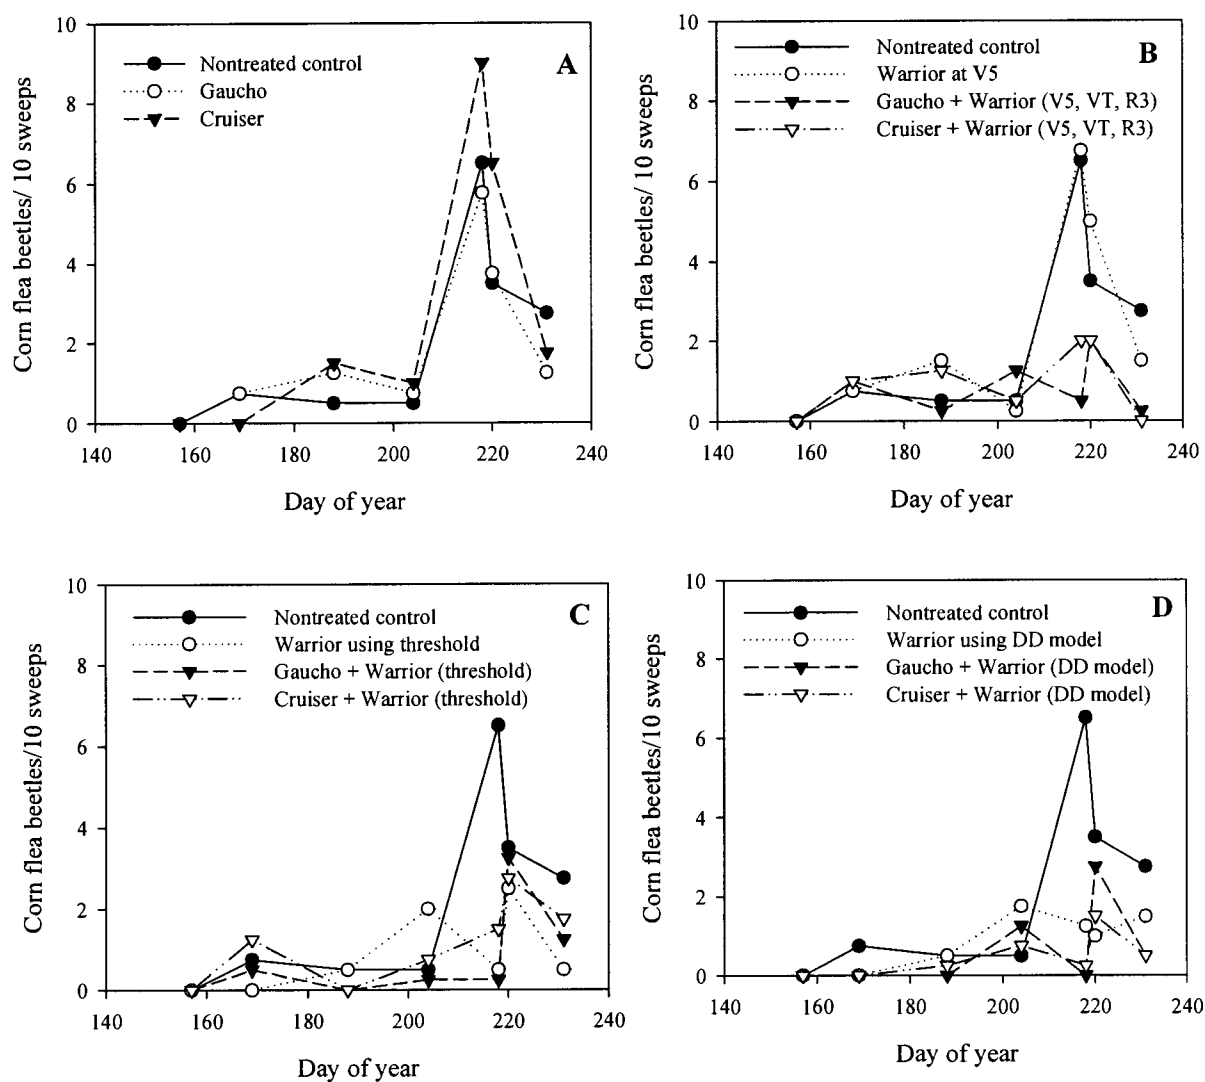 10
8
6
4
2
0
Corn flea beetles/ 10 sweeps
Nontreated control
Gaucho
Cruiser
A
140 160 180 200 220 240
Day of year
10
8
6
4
2
0
Corn flea beetles/ 10 sweeps
Nontreated control
Warrior at V5
Gaucho + Warrior (V5, VT, R3)
Cruiser + Warrior (V5, VT, R3)
B
140 160 180 200 220 240
Day of year
10
8
6
4
2
0
Corn flea beetles/10 sweeps
Nontreated control
Warrior using threshold
Gaucho + Warrior (threshold)
Cruiser + Warrior (threshold)
C
140 160 180 200 220 240
Day of year
10
8
6
4
2
0
Corn flea beetles/10 sweeps
Nontreated control
Warrior using DD model
Gaucho + Warrior (DD model)
Cruiser + Warrior (DD model)
D
140 160 180 200 220 240
Day of year